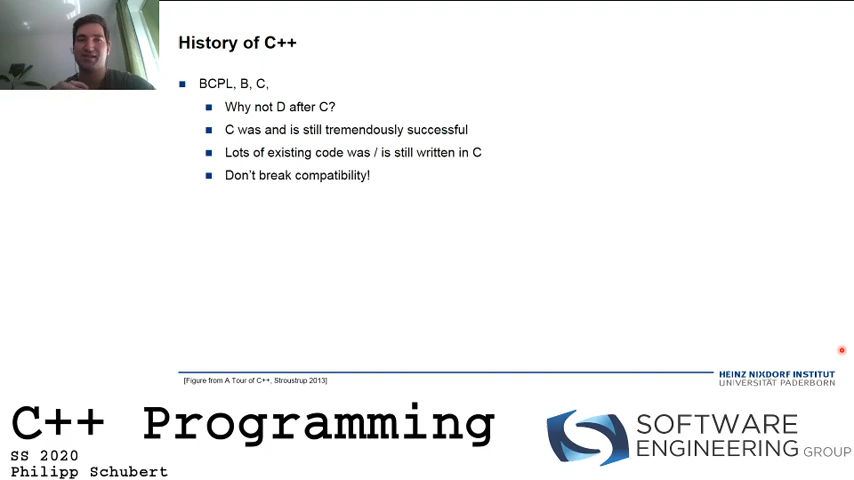 History of C++
BCPL, B, C,
Why not D after C?
C was and is still tremendously successful
Lots of existing code was / is still written in C
Don't break compatibility!
[Figure from A Tour of C++, Stroustrup 2013]
HEINZ NIXDORF INSTITUT
UNIVERSITÄT PADERBORN
C++ Programming
SS 2020
Philipp Schubert
SOFTWARE
ENGINEERING GROUP